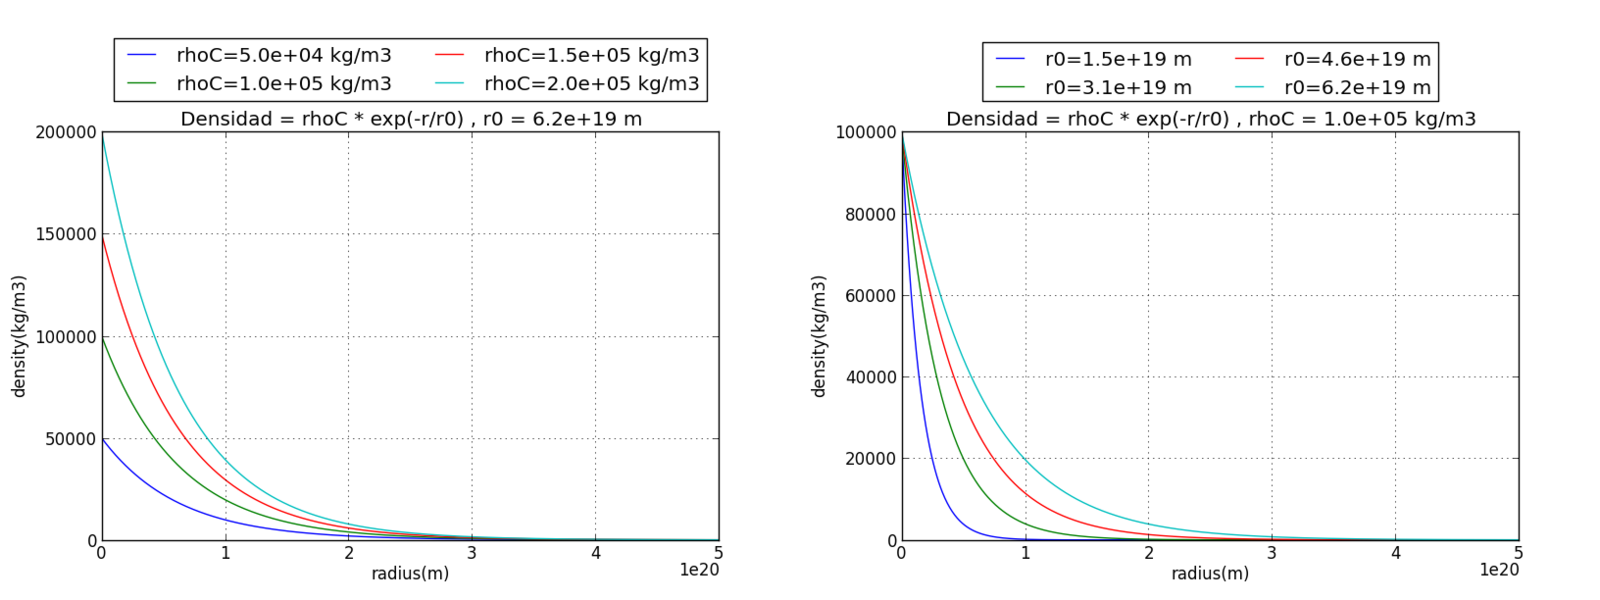 rhoC=5.0e+04 kg/m3 rhoC=1.5e+05 kg/m3
rhoC=1.0e+05 kg/m3 rhoC=2.0e+05 kg/m3
Densidad = rhoC * exp(-r/r0) , r0 = 6.2e+19 m
200000
150000
100000
50000
0
density(kg/m3)
0 1 2 3 4 5
1e20
radius(m)
r0=1.5e+19 m r0=4.6e+19 m
r0=3.1e+19 m r0=6.2e+19 m
Densidad = rhoC * exp(-r/r0) , rhoC = 1.0e+05 kg/m3
100000
80000
60000
40000
20000
0
density(kg/m3)
0 1 2 3 4 5
1e20
radius(m)